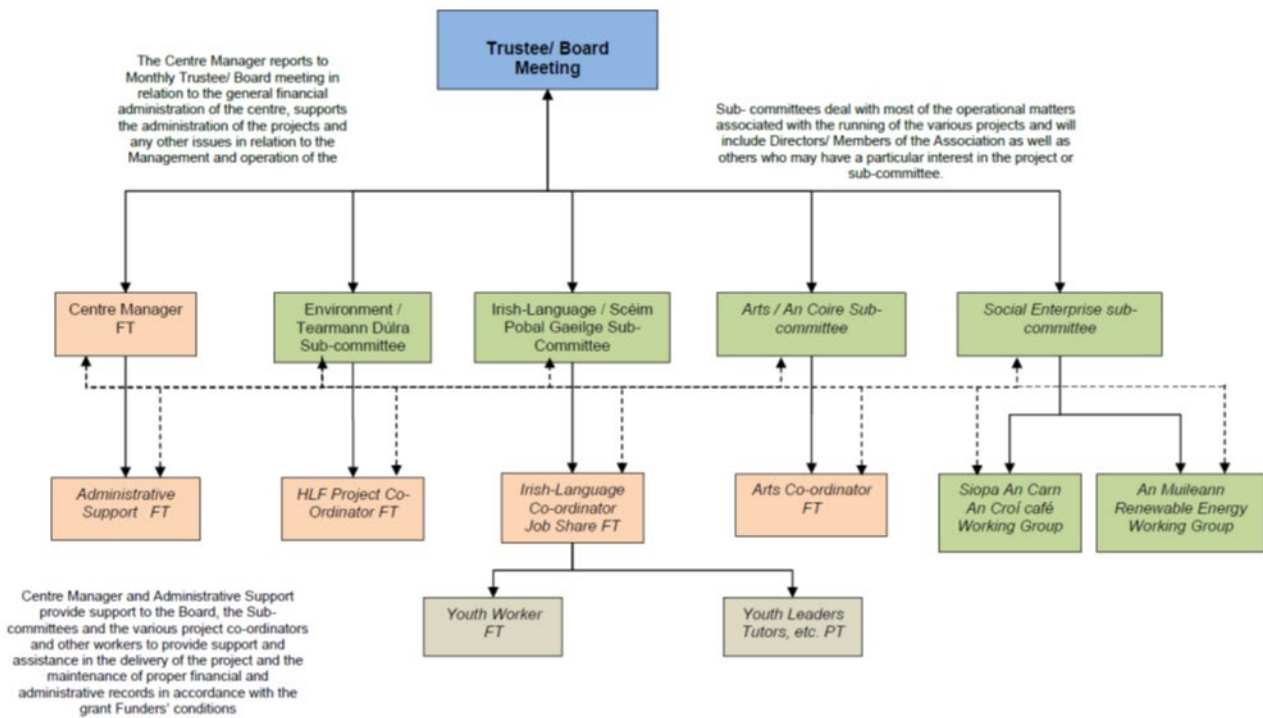 Trustee/ Board
Meeting
The Centre Manager reports to
Monthly Trustee/ Board meeting in
relation to the general financial
administration of the centre, supports
the administration of the projects and
any other issues in relation to the
Management and operation of the
Sub- committees deal with most of the operational matters
associated with the running of the various projects and will
include Directors/ Members of the Association as well as
others who may have a particular interest in the project or
sub-committee.
Centre Manager
FT
Environment /
Tearmann Dúlra
Sub-committee
Irish-Language / Scéim
Pobal Gaeilge Sub-
Committee
Arts / An Coire Sub-
committee
Social Enterprise sub-
committee
Administrative
Support FT
HLF Project Co-
Ordinator FT
Irish-Language
Co-ordinator
Job Share FT
Arts Co-ordinator
FT
Siopa An Carn
An Croí café
Working Group
An Muileann
Renewable Energy
Working Group
Youth Worker
FT
Youth Leaders
Tutors, etc. PT
Centre Manager and Administrative Support
provide support to the Board, the Sub-
committees and the various project co-ordinators
and other workers to provide support and
assistance in the delivery of the project and the
maintenance of proper financial and
administrative records in accordance with the
grant Funders' conditions